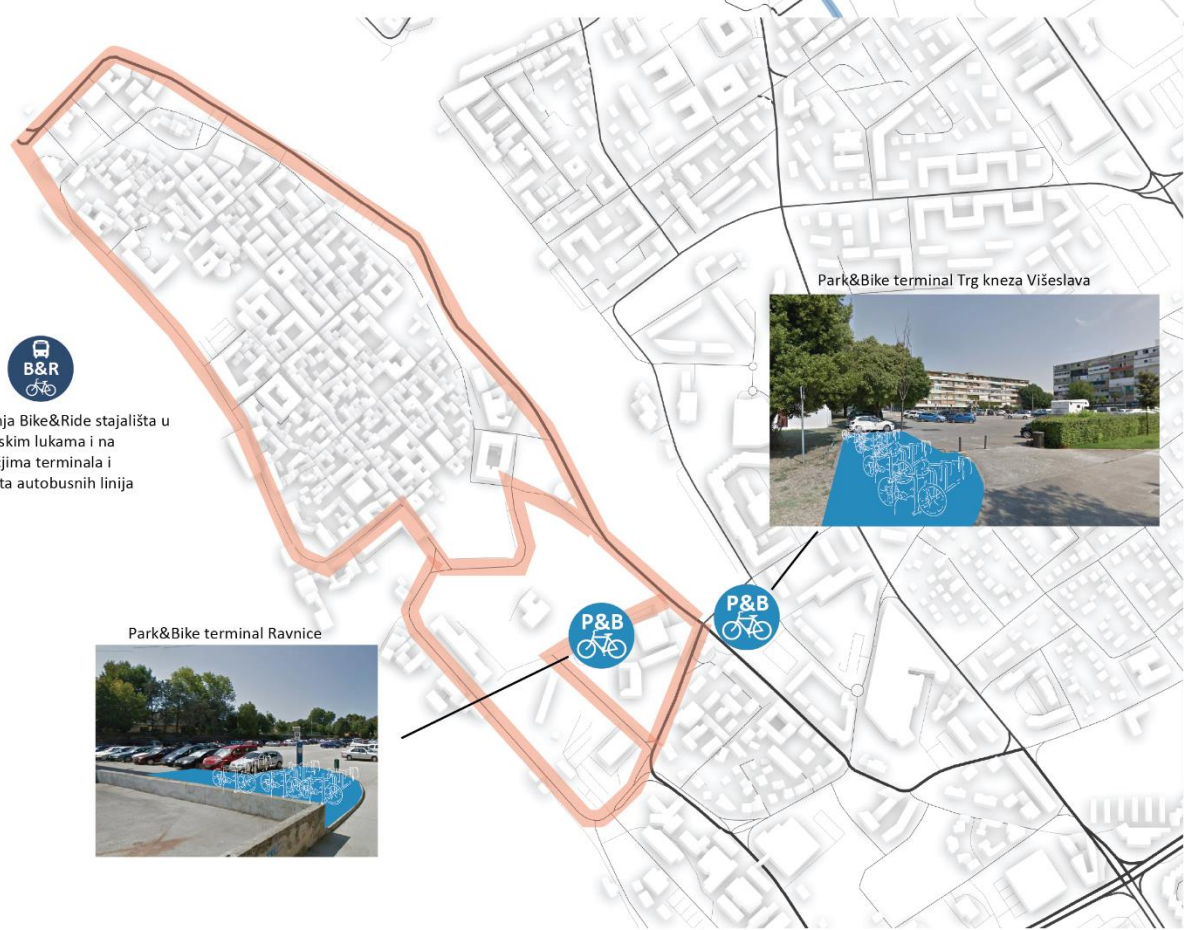 Park&Bike terminal Trg kneza Višeslava
B&R
nja Bike&Ride stajališta u
skim lukama i na
jima terminala i
ta autobusnih linija
P&B
P&B
Park&Bike terminal Ravnice